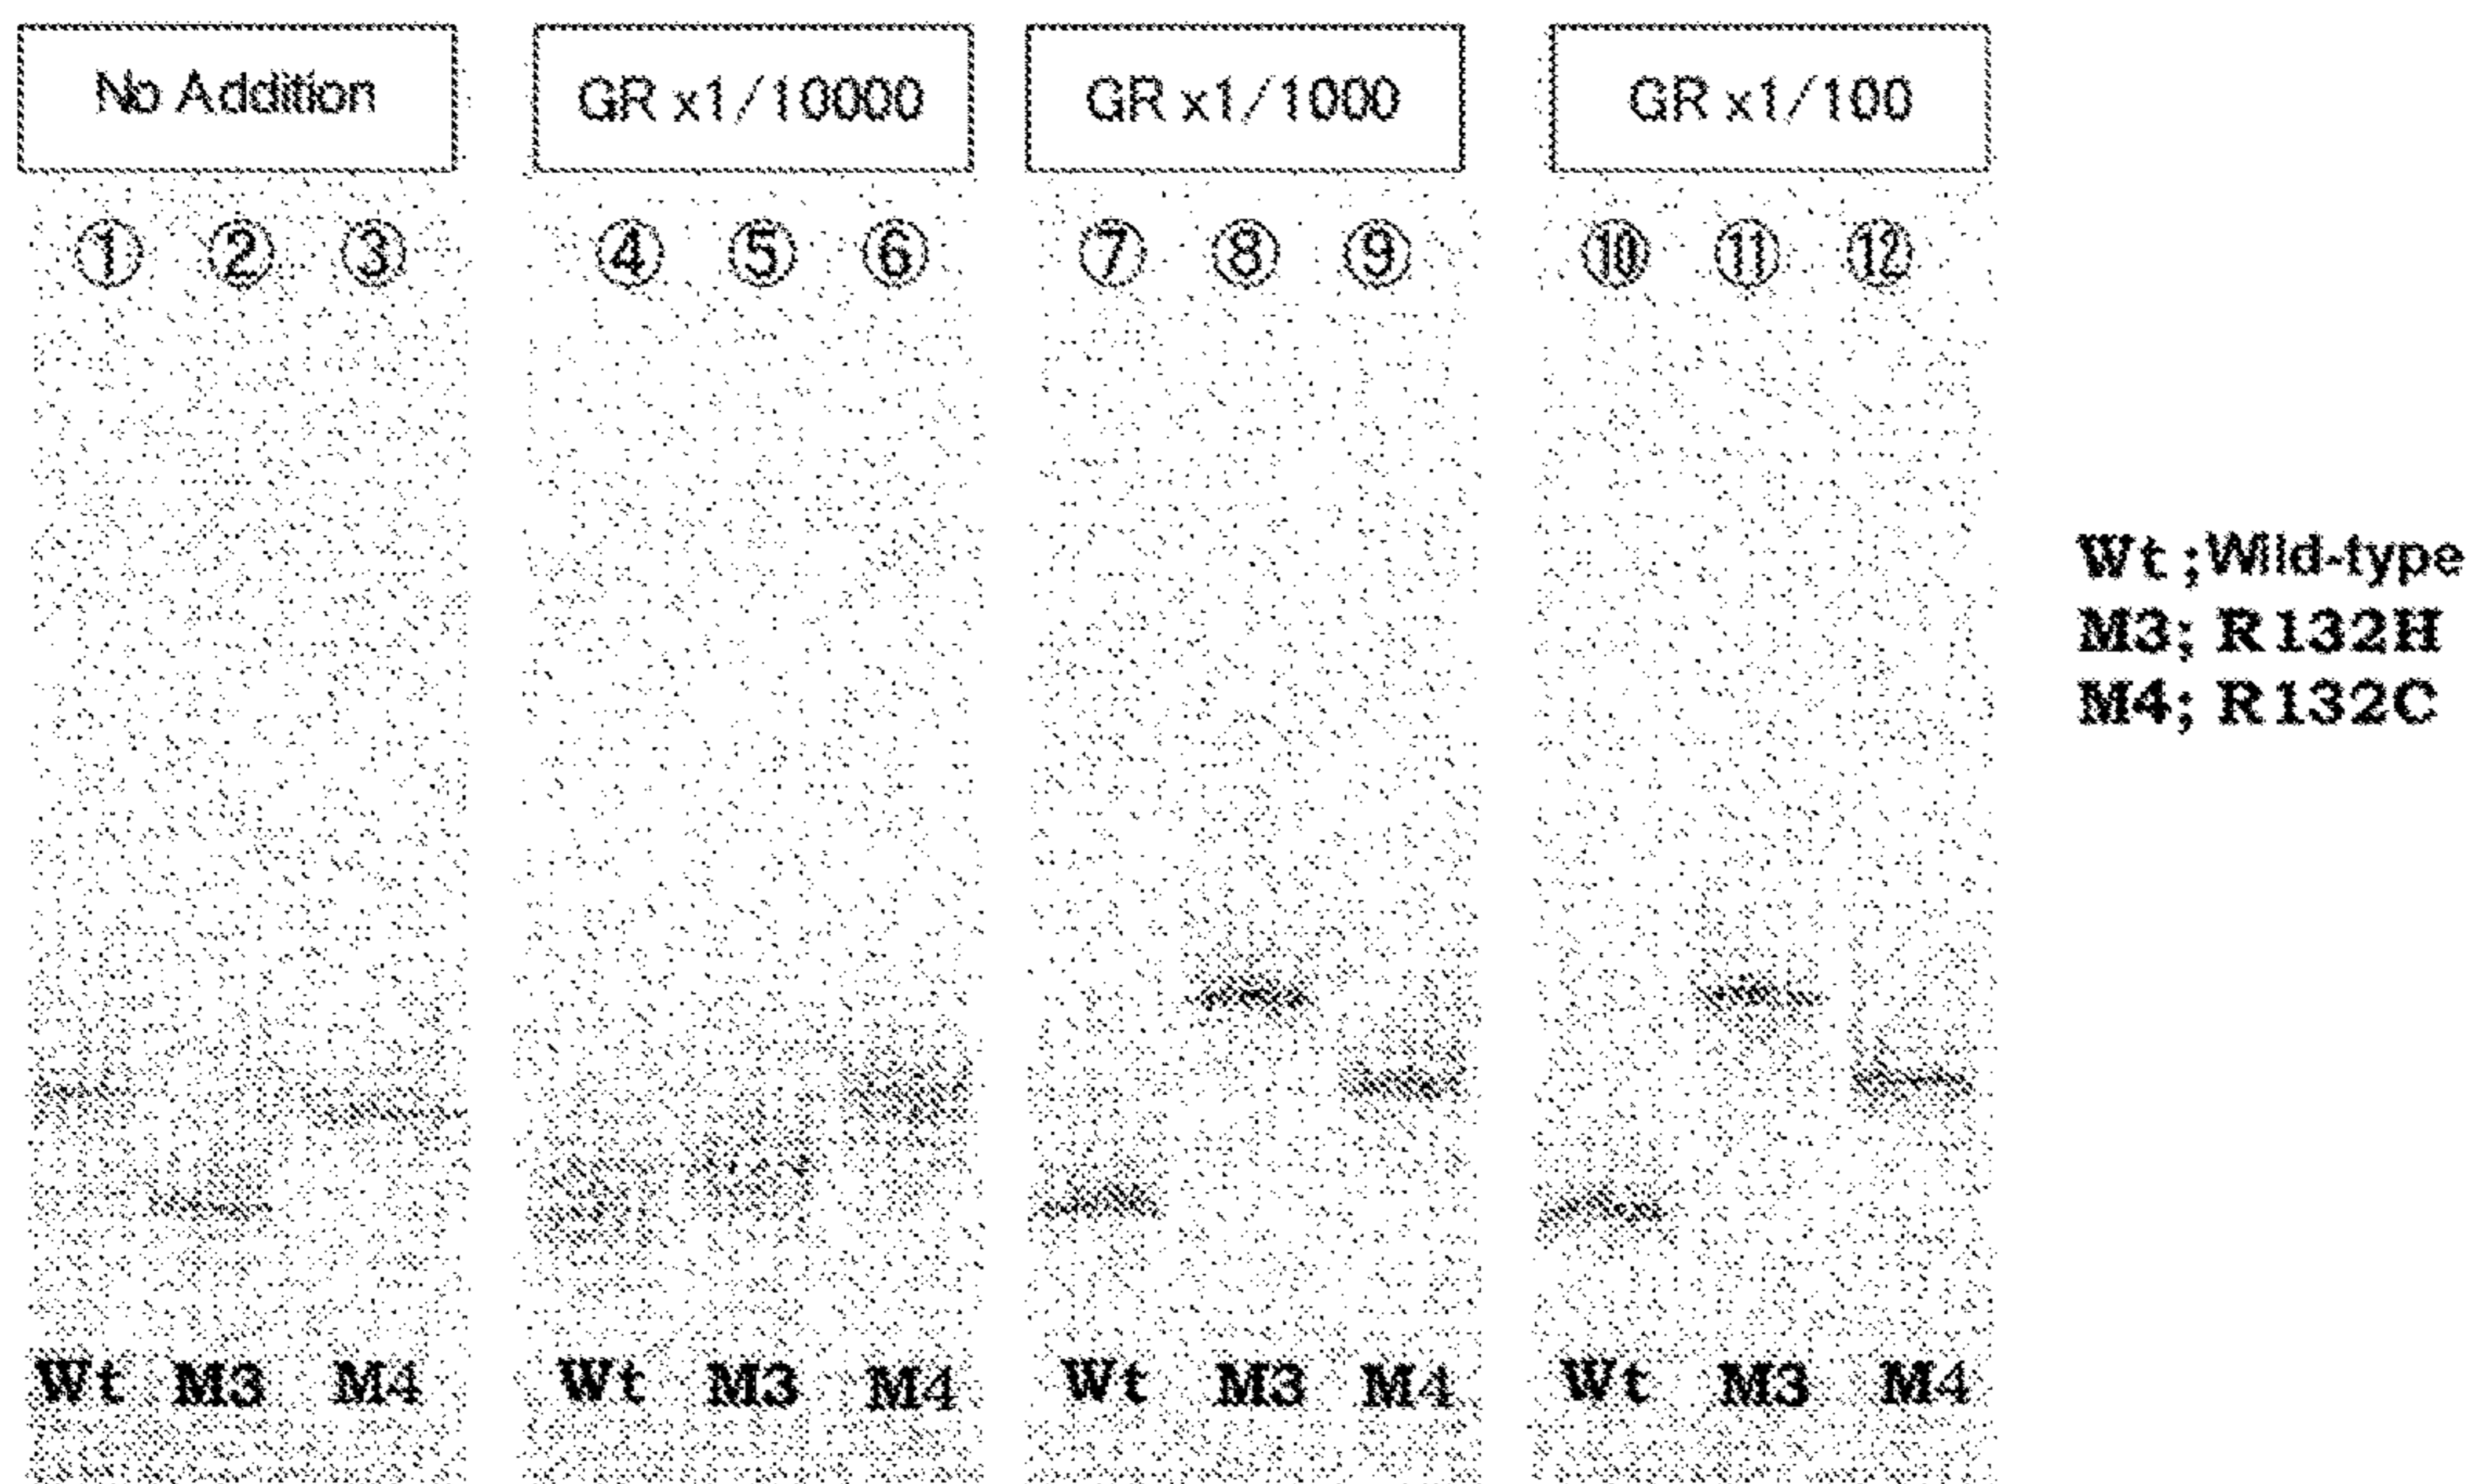 No Addition GR x1/10000 GR x1/1000 GR x1/100
① ② ③ ④ ⑤ ⑥ ⑦ ⑧ ⑨ ⑩ ⑪ ⑫
Wt ;Wild-type
M3; R132H
M4; R132C
Wt M3 M4 Wt M3 M4 Wt M3 M4 Wt M3 M4